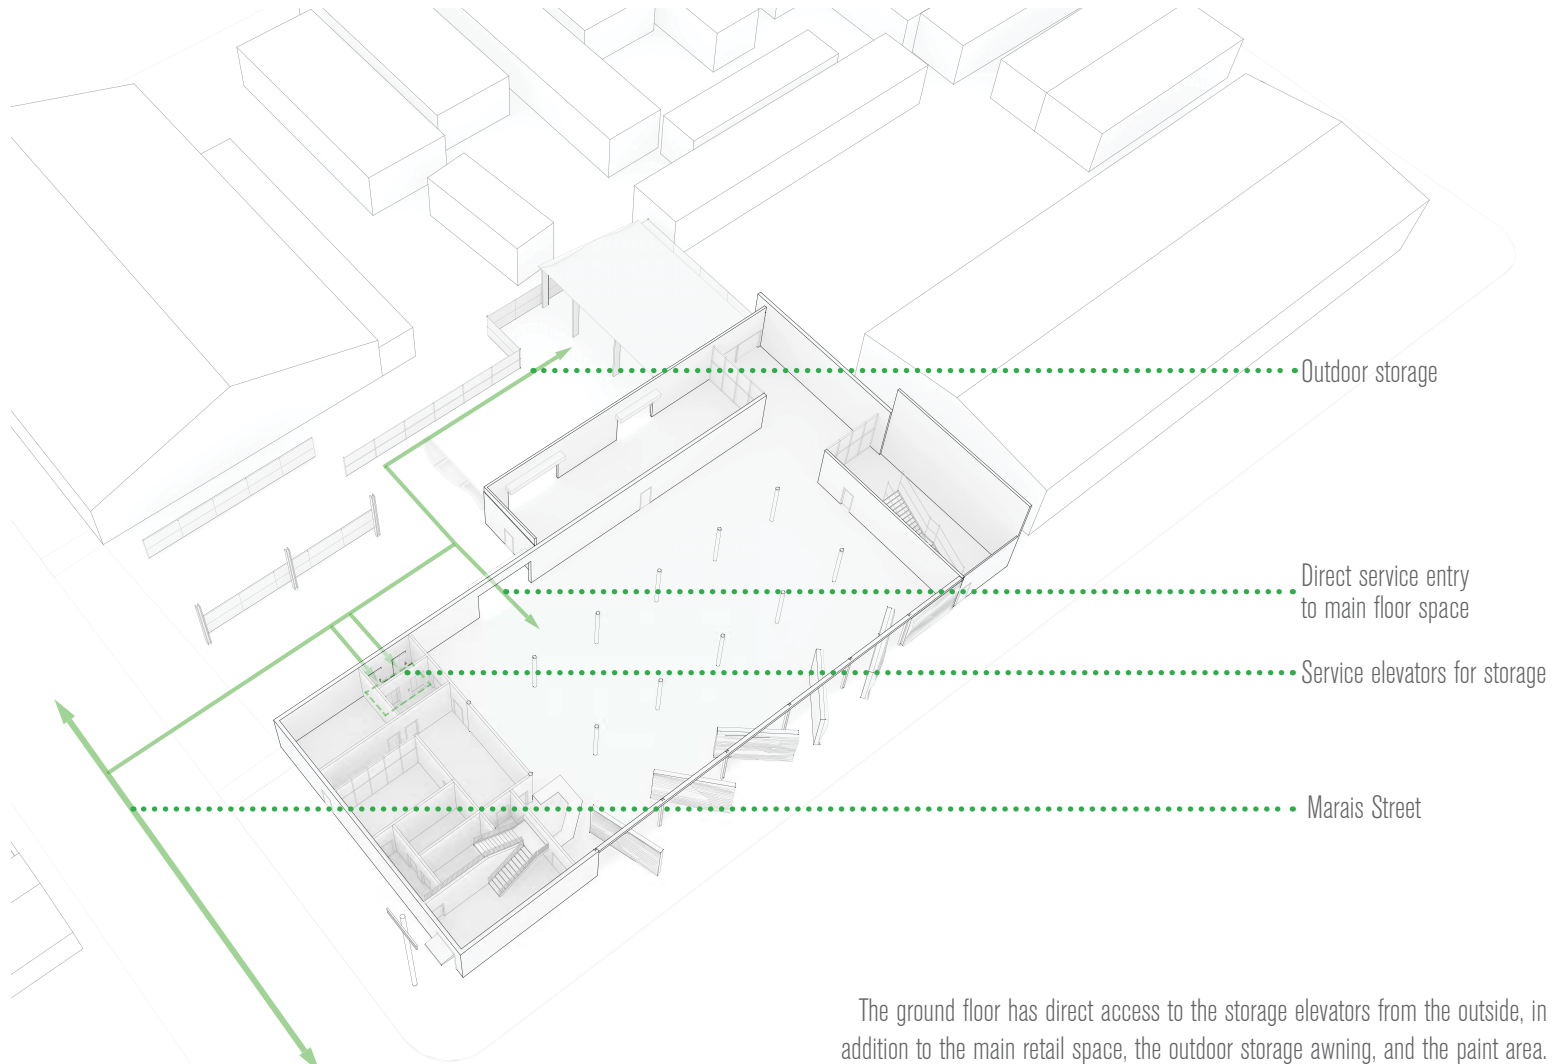 Outdoor storage
Direct service entry
to main floor space
Service elevators for storage
Marais Street
The ground floor has direct access to the storage elevators from the outside, in
addition to the main retail space, the outdoor storage awning, and the paint area.